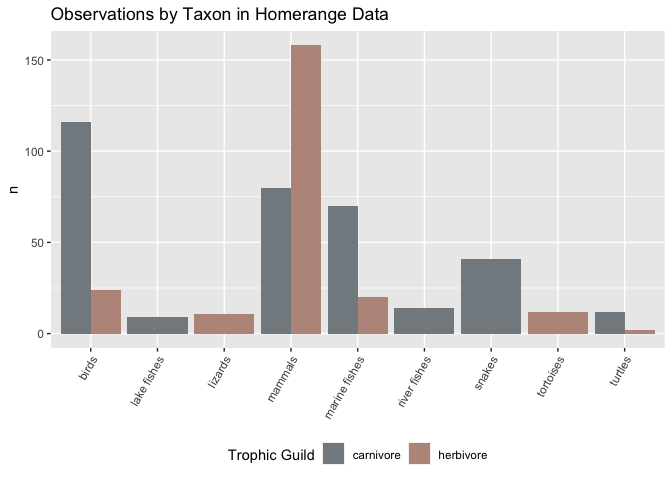 Observations by Taxon in Homerange Data
n
150
100
50
0
birds
lake fishes
lizards
mammals
marine fishes
river fishes
snakes
tortoises
turtles
Trophic Guild carnivore herbivore